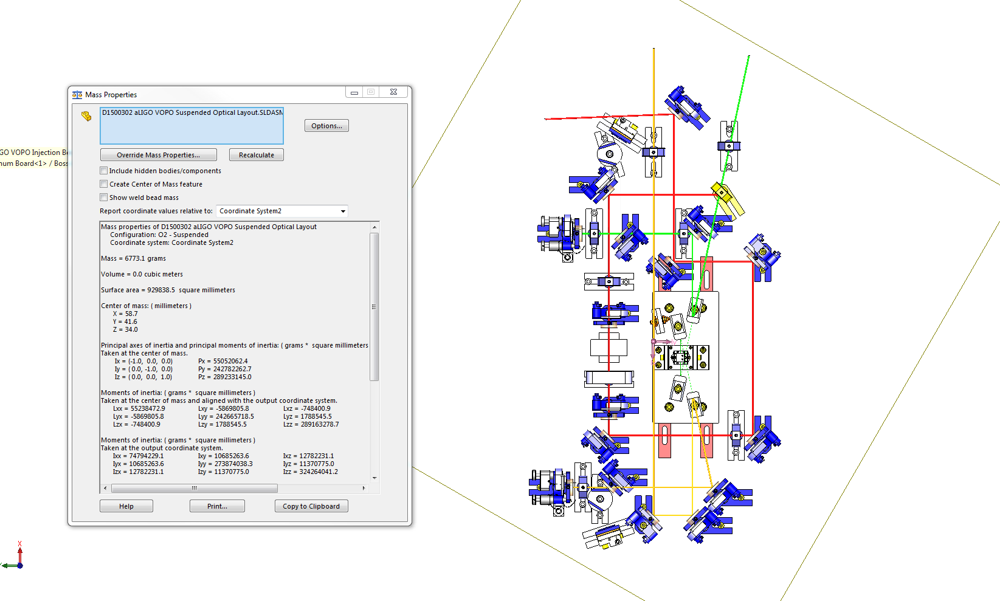 Mass Properties
D1500302 aLIGO VOPO Suspended Optical Layout.SLDASM
Options...
GO VOPO Injection B
num Board<1> / Boss
Override Mass Properties...
Recalculate
Include hidden bodies/components
Create Center of Mass feature
Show weld bead mass
Report coordinate values relative to: Coordinate System2
Mass properties of D1500302 aLIGO VOPO Suspended Optical Layout
Configuration: O2 - Suspended
Coordinate system: Coordinate System2
Mass = 6773.1 grams
Volume = 0.0 cubic meters
Surface area = 929838.5 square millimeters
Center of mass: ( millimeters )
X = 58.7
Y = 41.6
Z = 34.0
Principal axes of inertia and principal moments of inertia: ( grams * square millimeters
Taken at the center of mass.
Ix = (-1.0, 0.0, 0.0) Px = 55052062.4
Iy = ( 0.0, -1.0, 0.0) Py = 242782262.7
Iz = ( 0.0, 0.0, 1.0) Pz = 289233145.0
Moments of inertia: ( grams * square millimeters )
Taken at the center of mass and aligned with the output coordinate system.
Lxx = 55238472.9 Lxy = -5869805.8 Lxz = -748400.9
Lyx = -5869805.8 Lyy = 242665718.5 Lyz = 1788545.5
Lzx = -748400.9 Lzy = 1788545.5 Lzz = 289163278.7
Moments of inertia: ( grams * square millimeters )
Taken at the output coordinate system.
Ixx = 74794229.1 Ixy = 10685263.6 Ixz = 12782231.1
Iyx = 10685263.6 Iyy = 273874038.3 Iyz = 11370775.0
Izx = 12782231.1 Izy = 11370775.0 Izz = 324264041.2
Help
Print...
Copy to Clipboard
X